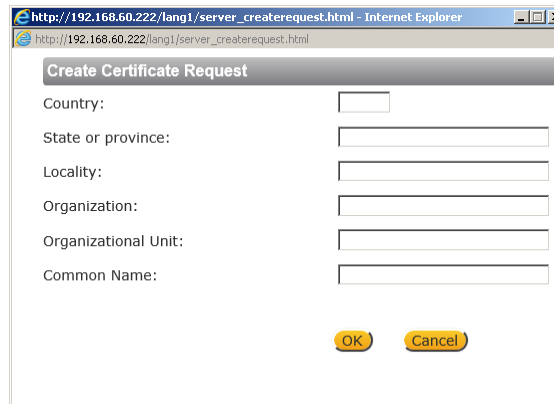 http://192.168.60.222/lang1/server_createrequest.html - Internet Explorer
http://192.168.60.222/lang1/server_createrequest.html
Create Certificate Request
Country:
State or province:
Locality:
Organization:
Organizational Unit:
Common Name:
OK Cancel